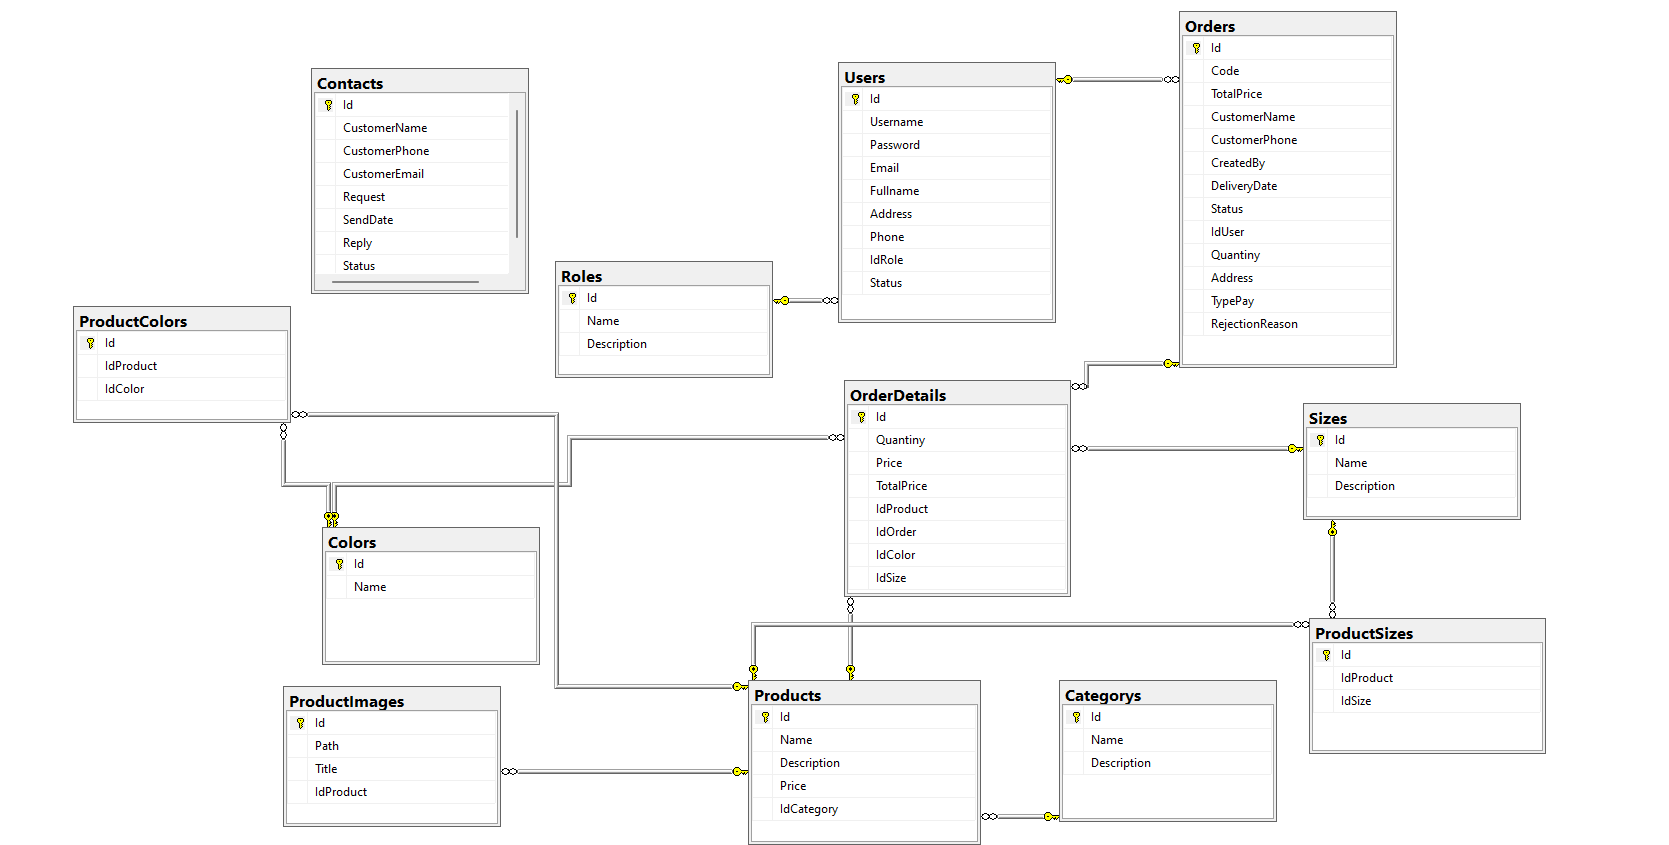 Contacts
Id
CustomerName
CustomerPhone
CustomerEmail
Request
SendDate
Reply
Status
Users
Id
Username
Password
Email
Fullname
Address
Phone
IdRole
Status
Orders
Id
Code
TotalPrice
CustomerName
CustomerPhone
CreatedBy
DeliveryDate
Status
IdUser
Quantiny
Address
TypePay
RejectionReason
Roles
Id
Name
Description
ProductColors
Id
IdProduct
IdColor
OrderDetails
Id
Quantiny
Price
TotalPrice
IdProduct
IdOrder
IdColor
IdSize
Sizes
Id
Name
Description
Colors
Id
Name
ProductSizes
Id
IdProduct
IdSize
ProductImages
Id
Path
Title
IdProduct
Products
Id
Name
Description
Price
IdCategory
Categorys
Id
Name
Description